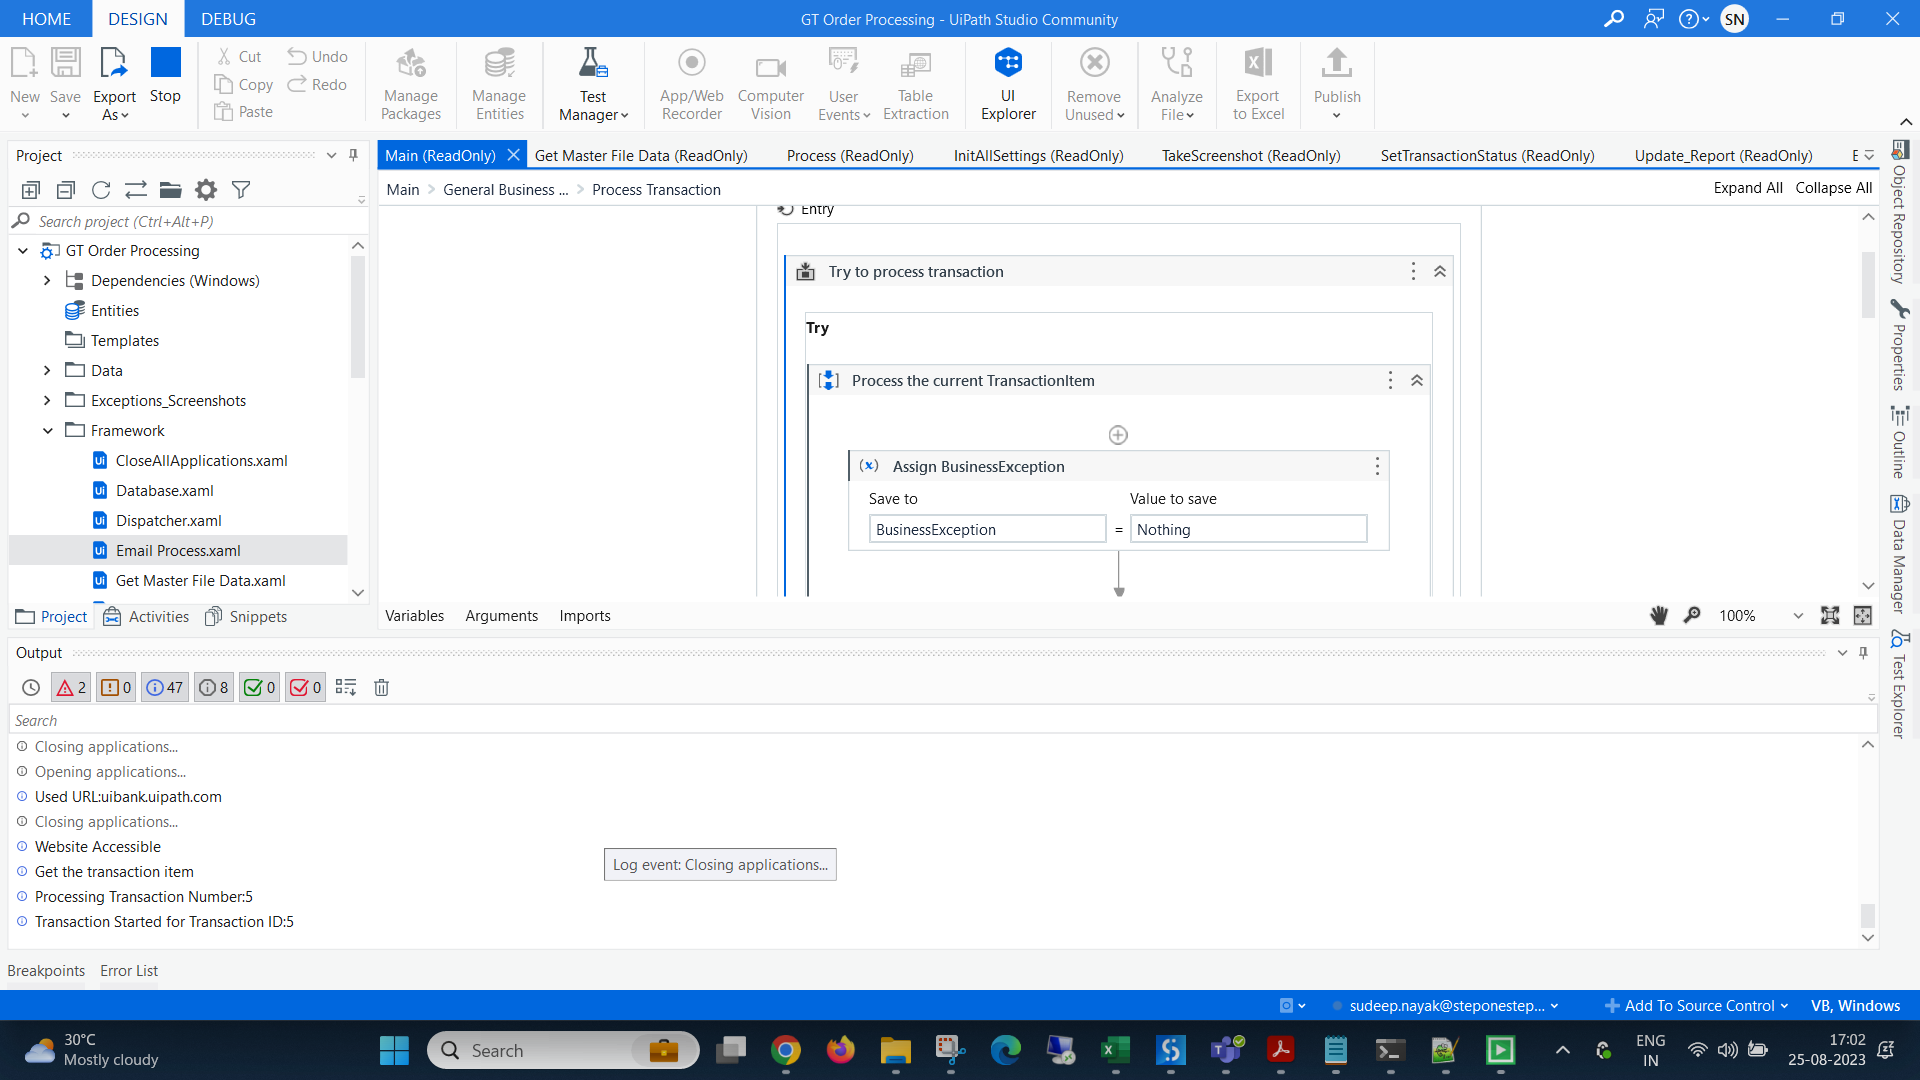 HOME DESIGN DEBUG GT Order Processing - UiPath Studio Community SN
New Save Export As Stop Cut Copy Paste Undo Redo Manage Packages Manage Entities Test Manager App/Web Recorder Computer Vision User Events Table Extraction UI Explorer Remove Unused Analyze File Export to Excel Publish
Project
Main (ReadOnly) Get Master File Data (ReadOnly) Process (ReadOnly) InitAllSettings (ReadOnly) TakeScreenshot (ReadOnly) SetTransactionStatus (ReadOnly) Update_Report (ReadOnly)
Main > General Business ... > Process Transaction Expand All Collapse All
Search project (Ctrl+Alt+P)
GT Order Processing
Dependencies (Windows)
Entities
Templates
Data
Exceptions_Screenshots
Framework
CloseAllApplications.xaml
Database.xaml
Dispatcher.xaml
Email Process.xaml
Get Master File Data.xaml
Project Activities Snippets
Entry
Try to process transaction
Try
Process the current TransactionItem
Assign BusinessException
Save to Value to save
BusinessException = Nothing
Variables Arguments Imports 100%
Object Repository
Properties
Outline
Data Manager
Test Explorer
Output
2 0 47 8 0 0
Search
Closing applications...
Opening applications...
Used URL:uibank.uipath.com
Closing applications...
Website Accessible
Get the transaction item
Processing Transaction Number:5
Transaction Started for Transaction ID:5
Log event: Closing applications...
Breakpoints Error List
sudeep.nayak@steponestep... Add To Source Control VB, Windows
30°C
Mostly cloudy
Search
ENG
IN
17:02
25-08-2023